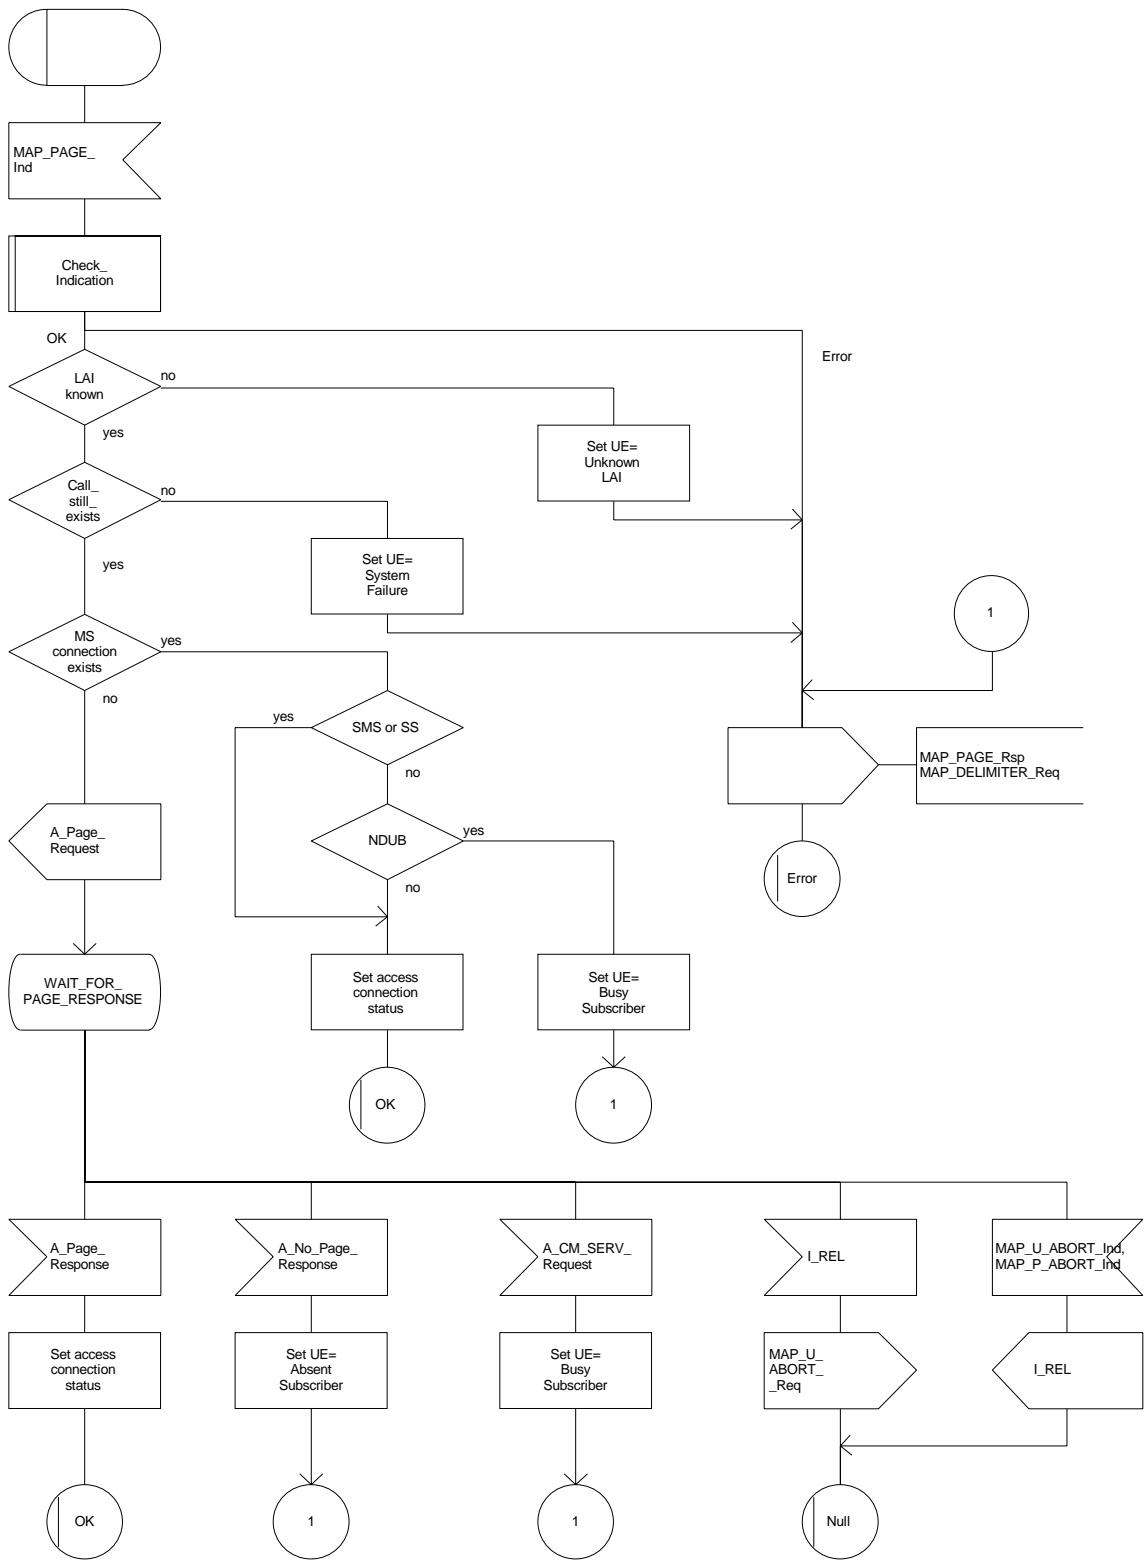 MAP_PAGE_
Ind
Check_
Indication
OK
Error
LAI
known
no
yes
Set UE=
Unknown
LAI
Call_
still_
exists
no
yes
Set UE=
System
Failure
1
MS
connection
exists
yes
no
SMS or SS
yes
no
MAP_PAGE_Rsp
MAP_DELIMITER_Req
A_Page_
Request
NDUB
yes
no
Error
WAIT_FOR_
PAGE_RESPONSE
Set access
connection
status
Set UE=
Busy
Subscriber
OK
1
A_Page_
Response
A_No_Page_
Response
A_CM_SERV_
Request
I_REL
MAP_U_ABORT_Ind,
MAP_P_ABORT_Ind
Set access
connection
status
Set UE=
Absent
Subscriber
Set UE=
Busy
Subscriber
MAP_U_
ABORT_
_Req
I_REL
OK
1
1
Null